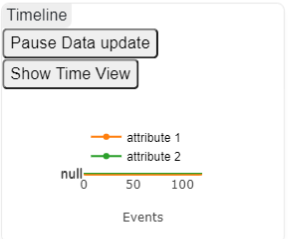 Timeline
Pause Data update
Show Time View
attribute 1
attribute 2
null
0 50 100
Events